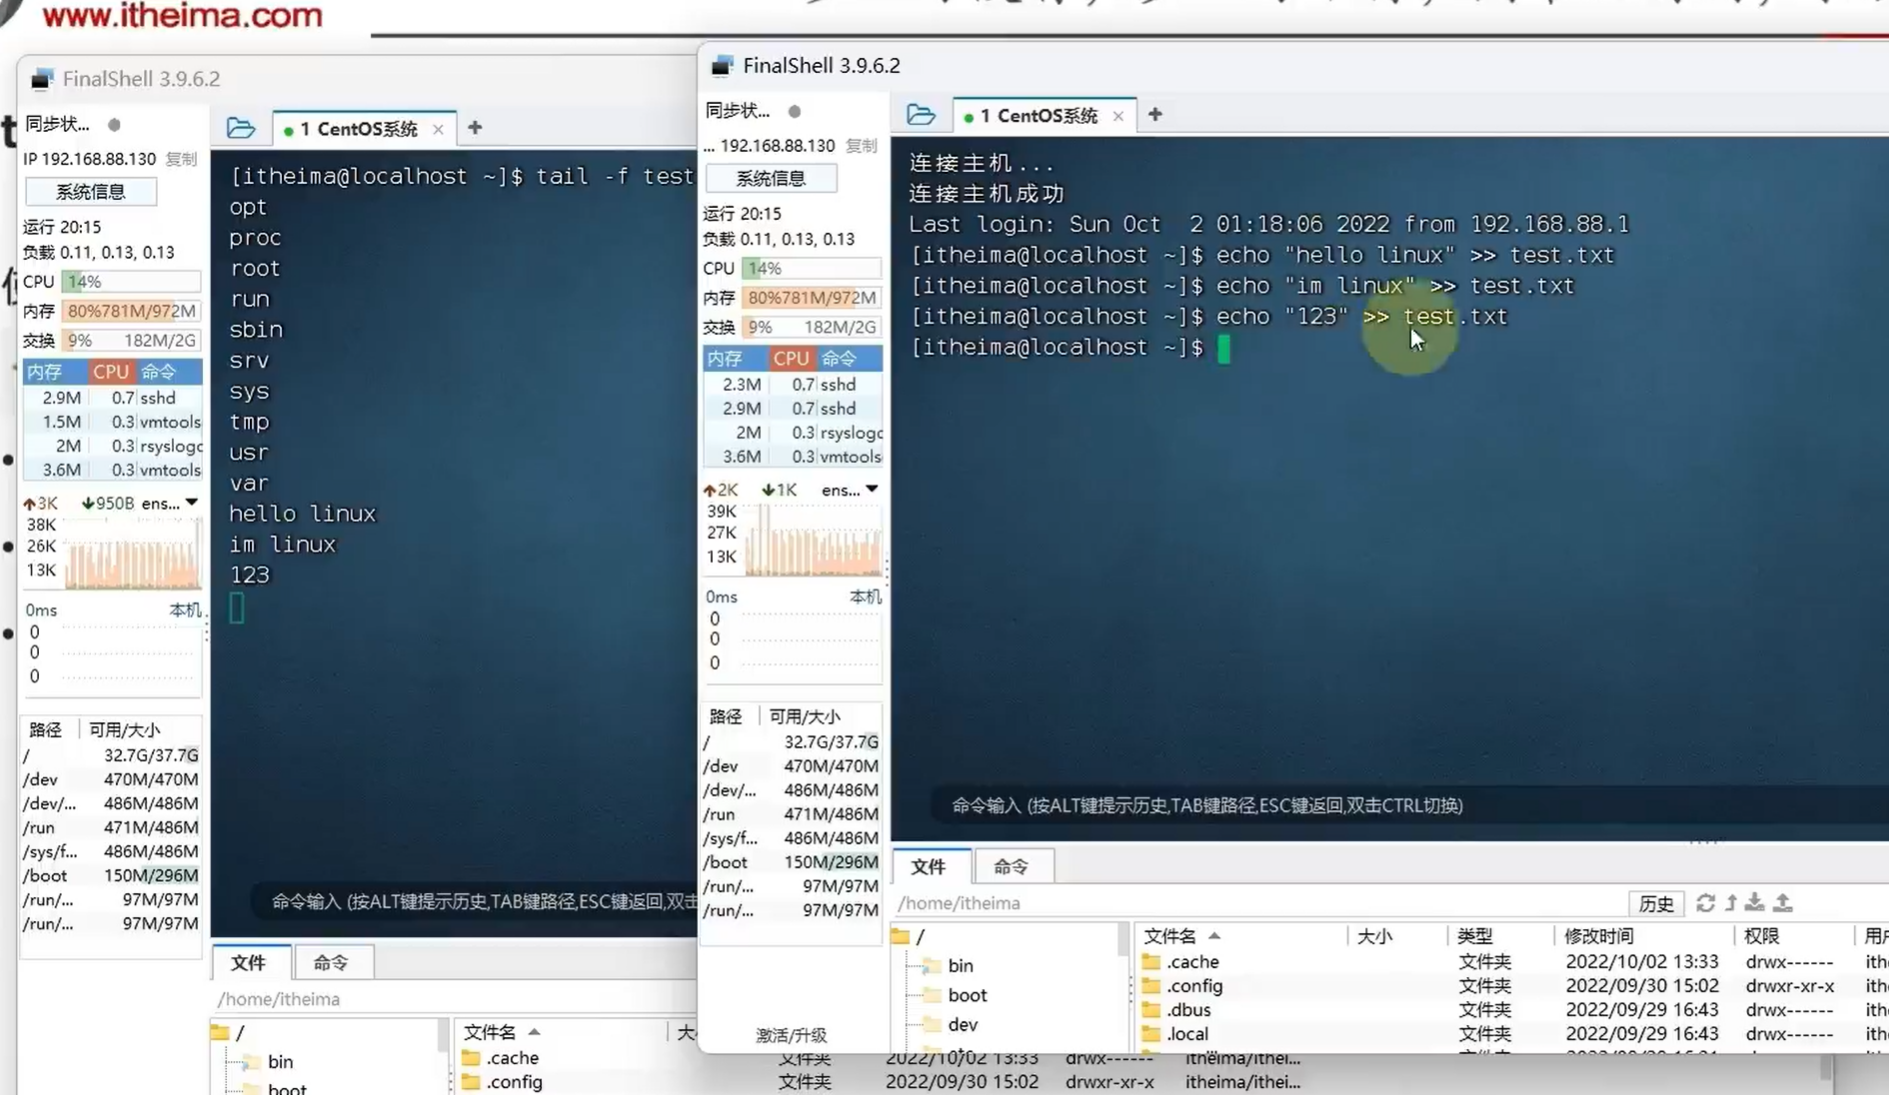 www.itheima.com
FinalShell 3.9.6.2
同步状...
IP 192.168.88.130 复制
系统信息
运行 20:15
负载 0.11, 0.13, 0.13
CPU 14%
内存 80%781M/972M
交换 9% 182M/2G
内存 CPU 命令
2.9M 0.7 sshd
1.5M 0.3 vmtools
2M 0.3 rsyslogc
3.6M 0.3 vmtools
3K 950B ens...
38K
26K
13K
0ms 本机
0
0
0
路径 可用/大小
/ 32.7G/37.7G
/dev 470M/470M
/dev/... 486M/486M
/run 471M/486M
/sys/f... 486M/486M
/boot 150M/296M
/run/... 97M/97M
/run/... 97M/97M
1 CentOS系统
[itheima@localhost ~]$ tail -f test
opt
proc
root
run
sbin
srv
sys
tmp
usr
var
hello linux
im linux
123
命令输入 (按ALT键提示历史,TAB键路径,ESC键返回,双击
文件 命令
/home/itheima
/
bin
boot
文件名
.cache 文件夹 2022/10/02 13:33 drwx------ itheima/ithei...
.config 文件夹 2022/09/30 15:02 drwxr-xr-x itheima/ithei...
FinalShell 3.9.6.2
同步状...
... 192.168.88.130 复制
系统信息
运行 20:15
负载 0.11, 0.13, 0.13
CPU 14%
内存 80%781M/972M
交换 9% 182M/2G
内存 CPU 命令
2.3M 0.7 sshd
2.9M 0.7 sshd
2M 0.3 rsyslogc
3.6M 0.3 vmtools
2K 1K ens...
39K
27K
13K
0ms 本机
0
0
0
路径 可用/大小
/ 32.7G/37.7G
/dev 470M/470M
/dev/... 486M/486M
/run 471M/486M
/sys/f... 486M/486M
/boot 150M/296M
/run/... 97M/97M
/run/... 97M/97M
激活/升级
1 CentOS系统
连接主机...
连接主机成功
Last login: Sun Oct  2 01:18:06 2022 from 192.168.88.1
[itheima@localhost ~]$ echo "hello linux" >> test.txt
[itheima@localhost ~]$ echo "im linux" >> test.txt
[itheima@localhost ~]$ echo "123" >> test.txt
[itheima@localhost ~]$
命令输入 (按ALT键提示历史,TAB键路径,ESC键返回,双击CTRL切换)
文件 命令
/home/itheima 历史
/
bin
boot
dev
文件名 大小 类型 修改时间 权限
.cache 文件夹 2022/10/02 13:33 drwx------ ith
.config 文件夹 2022/09/30 15:02 drwxr-xr-x ith
.dbus 文件夹 2022/09/29 16:43 drwx------ ith
.local 文件夹 2022/09/29 16:43 drwx------ ith